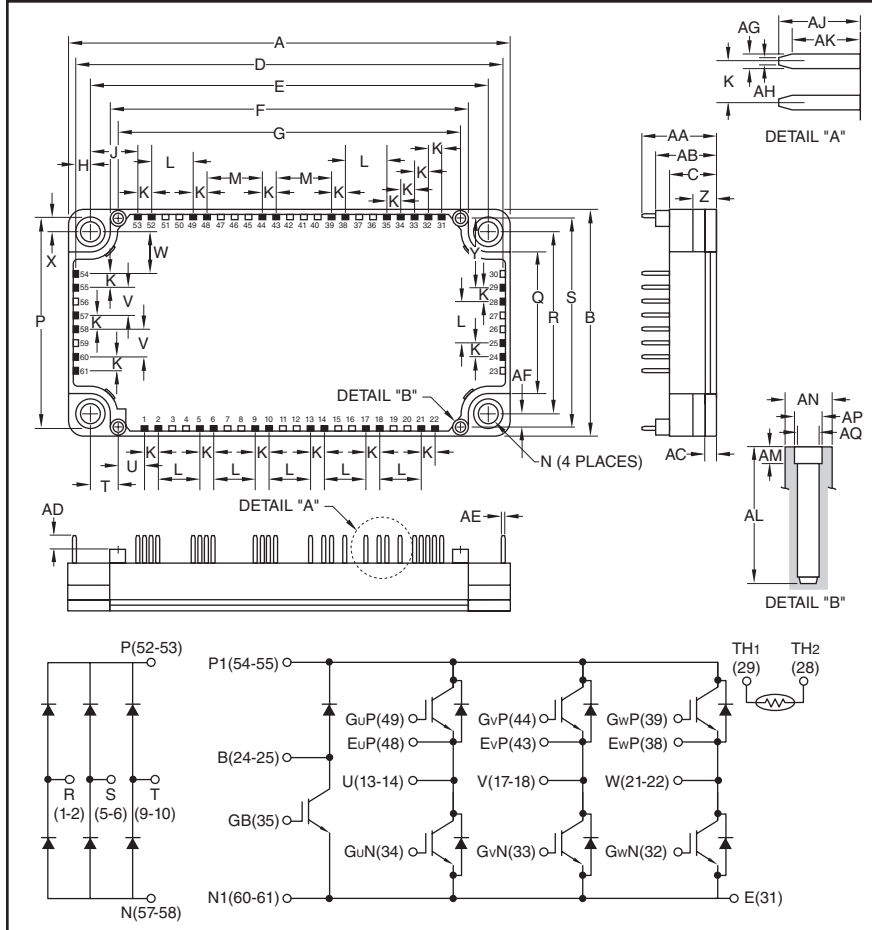 A
D
E
F
G
H J K L K M K M K L K K K K
53 52 51 50 49 48 47 46 45 44 43 42 41 40 39 38 37 36 35 34 33 32 31
X W Y
P
54
55
56
57
58
59
60
61
K
V
K
V
K
30
29
28
27
26
25
24
23
K
L
K
Q R S B
AF
DETAIL "B"
1 2 3 4 5 6 7 8 9 10 11 12 13 14 15 16 17 18 19 20 21 22
T U K L K L K L K L K L K
N (4 PLACES)
AG
K
AH
AJ
AK
DETAIL "A"
AA
AB
C
Z
AC
AN
AP
AQ
AM
AL
DETAIL "B"
AD
DETAIL "A"
AE
P(52-53)
R
(1-2)
S
(5-6)
T
(9-10)
N(57-58)
P1(54-55)
B(24-25)
GB(35)
N1(60-61)
GUP(49)
EUP(48)
U(13-14)
GUN(34)
GVP(44)
EVP(43)
V(17-18)
GVN(33)
GWP(39)
EWP(38)
W(21-22)
GWN(32)
E(31)
TH1
(29)
TH2
(28)